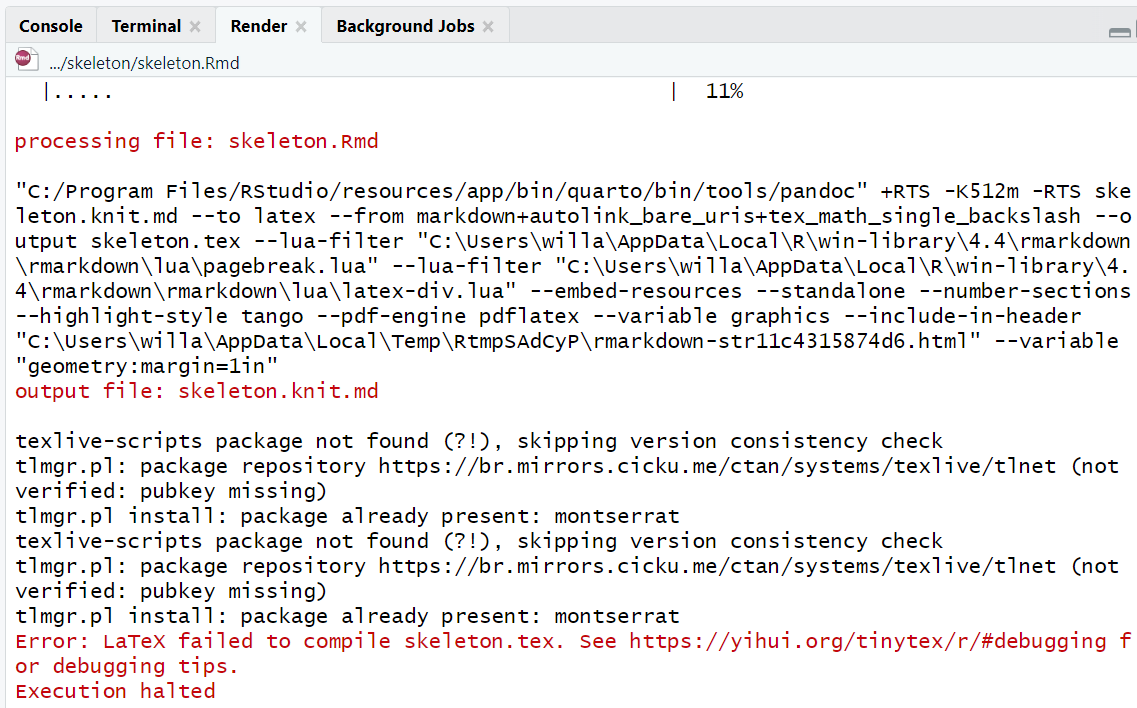 Console Terminal Render Background Jobs
.../skeleton/skeleton.Rmd
|..... | 11%
processing file: skeleton.Rmd
"C:/Program Files/RStudio/resources/app/bin/quarto/bin/tools/pandoc" +RTS -K512m -RTS ske
leton.knit.md --to latex --from markdown+autolink_bare_uris+tex_math_single_backslash --o
utput skeleton.tex --lua-filter "C:\Users\willa\AppData\Local\R\win-library\4.4\rmarkdown
\rmarkdown\lua\pagebreak.lua" --lua-filter "C:\Users\willa\AppData\Local\R\win-library\4.
4\rmarkdown\rmarkdown\lua\latex-div.lua" --embed-resources --standalone --number-sections
--highlight-style tango --pdf-engine pdflatex --variable graphics --include-in-header
"C:\Users\willa\AppData\Local\Temp\RtmpSAdCyP\rmarkdown-str11c4315874d6.html" --variable
"geometry:margin=1in"
output file: skeleton.knit.md
texlive-scripts package not found (?!), skipping version consistency check
tlmgr.pl: package repository https://br.mirrors.cicku.me/ctan/systems/texlive/tlnet (not
verified: pubkey missing)
tlmgr.pl install: package already present: montserrat
texlive-scripts package not found (?!), skipping version consistency check
tlmgr.pl: package repository https://br.mirrors.cicku.me/ctan/systems/texlive/tlnet (not
verified: pubkey missing)
tlmgr.pl install: package already present: montserrat
Error: LaTeX failed to compile skeleton.tex. See https://yihui.org/tinytex/r/#debugging f
or debugging tips.
Execution halted